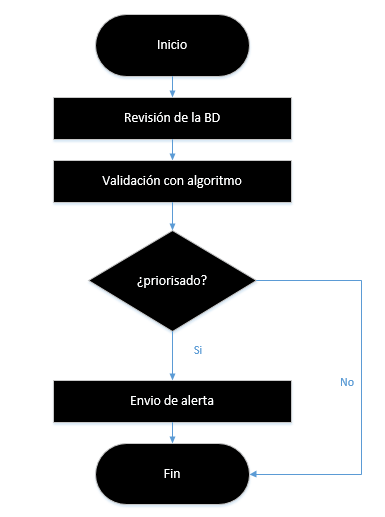 Inicio
Revisión de la BD
Validación con algoritmo
¿priorisado?
Si
No
Envio de alerta
Fin